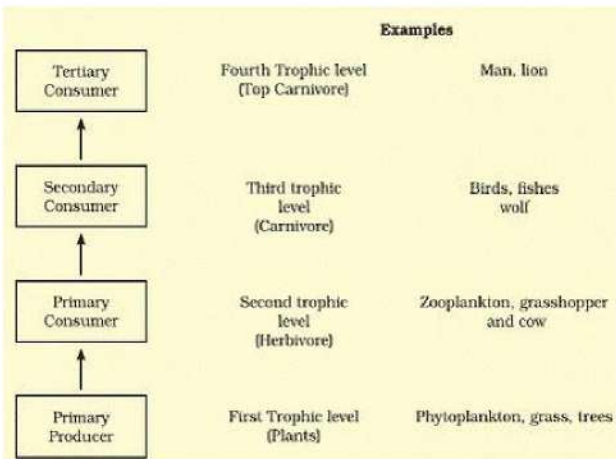 Examples
Tertiary
Consumer
Fourth Trophic level
(Top Carnivore)
Man, lion
Secondary
Consumer
Third trophic
level
(Carnivore)
Birds, fishes
wolf
Primary
Consumer
Second trophic
level
(Herbivore)
Zooplankton, grasshopper
and cow
Primary
Producer
First Trophic level
(Plants)
Phytoplankton, grass, trees